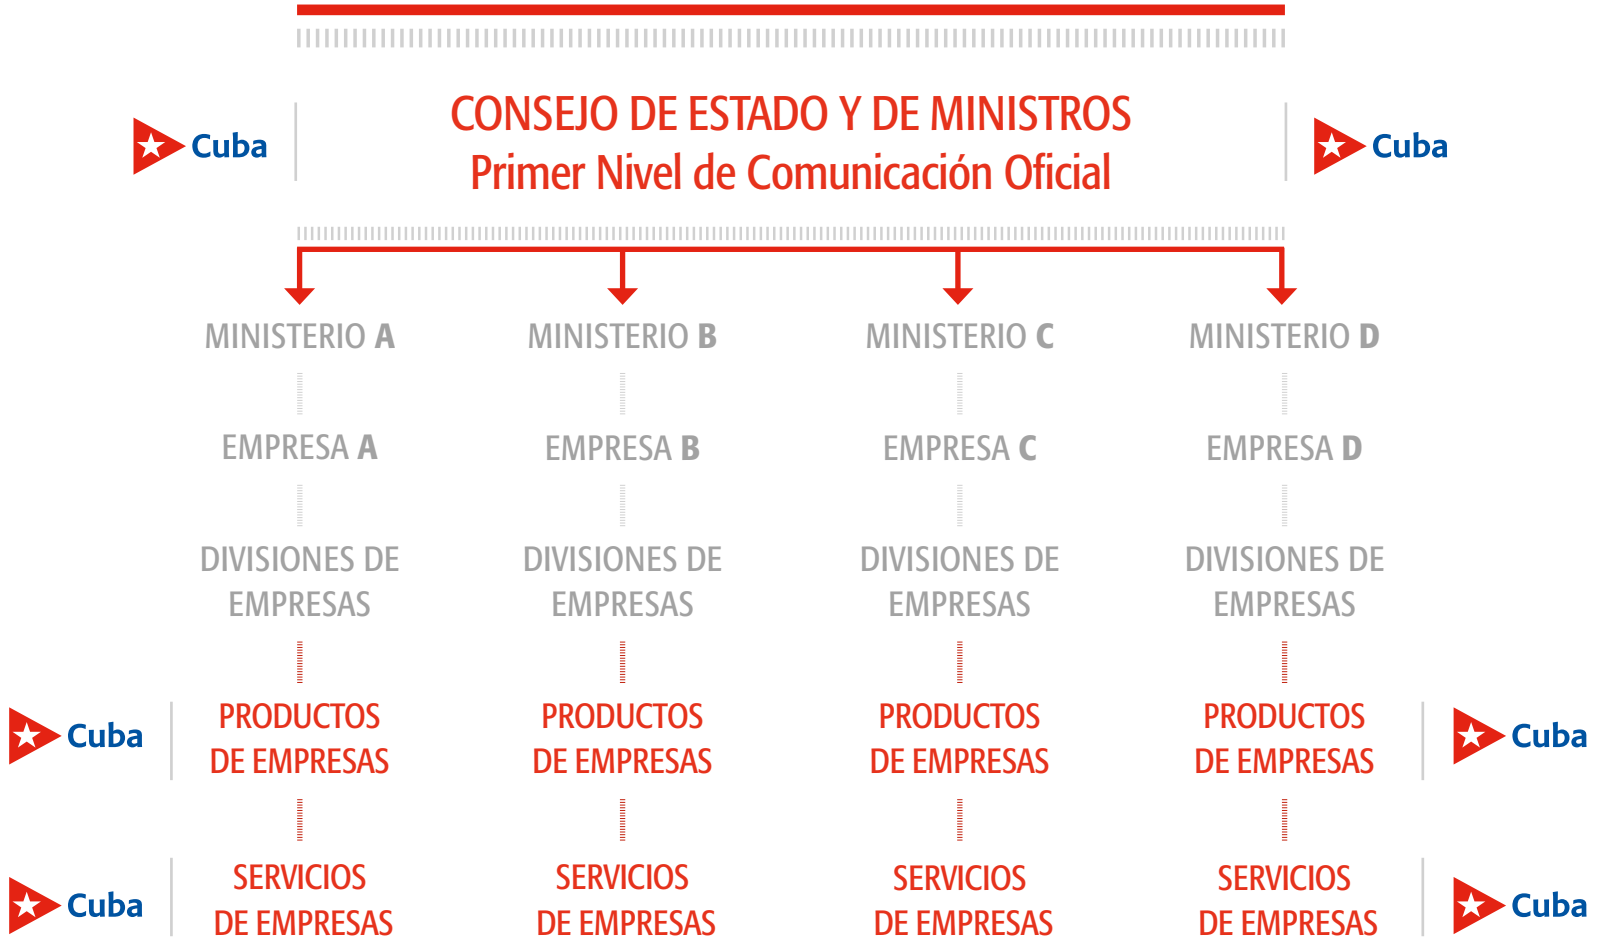 CONSEJO DE ESTADO Y DE MINISTROS
Cuba
Cuba
Primer Nivel de Comunicación Oficial
MINISTERIO A
MINISTERIO B
MINISTERIO C
MINISTERIO D
EMPRESA A
EMPRESA B
EMPRESA C
EMPRESA D
DIVISIONES DE
EMPRESAS
DIVISIONES DE
EMPRESAS
DIVISIONES DE
EMPRESAS
DIVISIONES DE
EMPRESAS
Cuba
PRODUCTOS
DE EMPRESAS
PRODUCTOS
DE EMPRESAS
PRODUCTOS
DE EMPRESAS
PRODUCTOS
DE EMPRESAS
Cuba
Cuba
SERVICIOS
DE EMPRESAS
SERVICIOS
DE EMPRESAS
SERVICIOS
DE EMPRESAS
SERVICIOS
DE EMPRESAS
Cuba